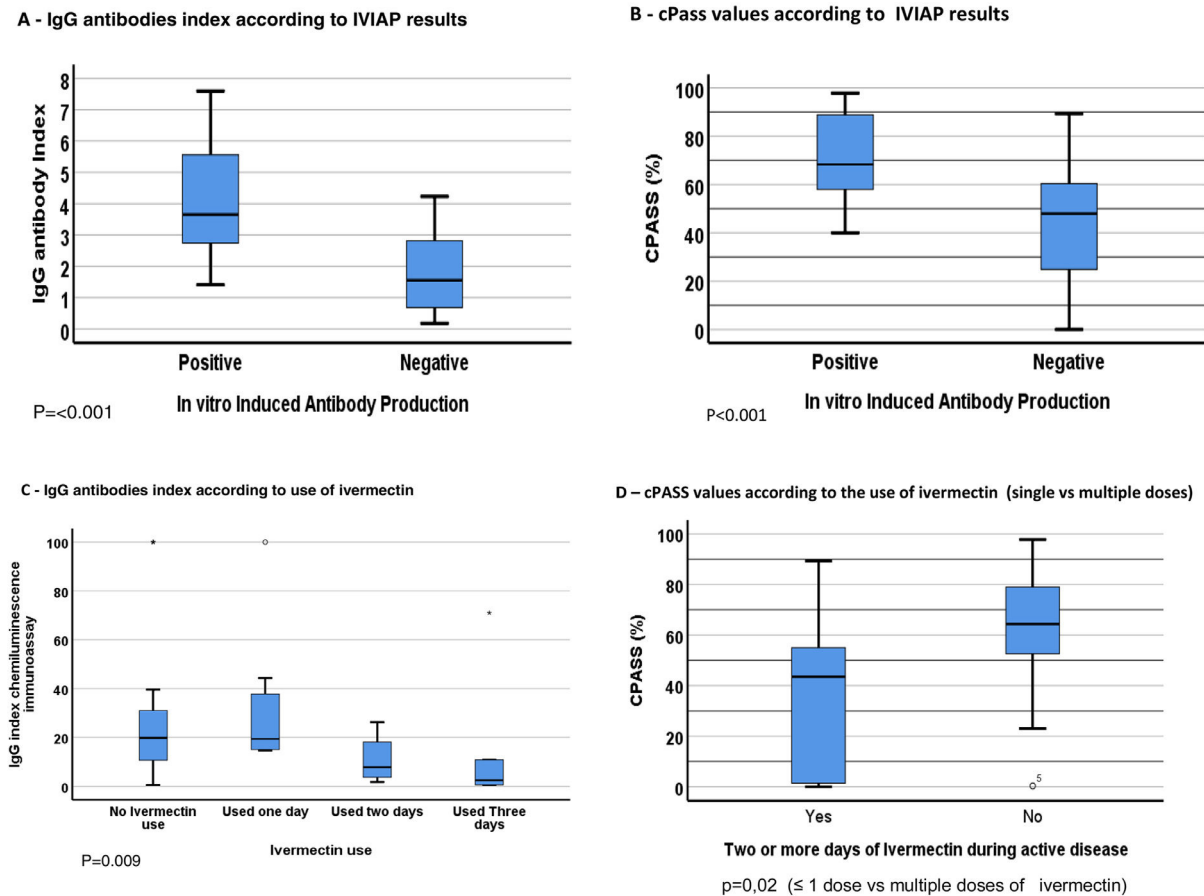 A - IgG antibodies index according to IVIAP results
8
7
6
5
4
3
2
1
0
IgG antibody Index
Positive
Negative
In vitro Induced Antibody Production
P=<0.001
B - cPass values according to IVIAP results
100
80
60
40
20
0
CPASS (%)
Positive
Negative
In vitro Induced Antibody Production
P<0.001
C - IgG antibodies index according to use of ivermectin
100
80
60
40
20
0
IgG index chemiluminescence
immunoassay
*
o
*
No Ivermectin
use
Used one day
Used two days
Used Three
days
Ivermectin use
P=0.009
D – cPASS values according to the use of ivermectin (single vs multiple doses)
100
80
60
40
20
0
CPASS (%)
5
Yes
No
Two or more days of Ivermectin during active disease
p=0,02 (≤ 1 dose vs multiple doses of ivermectin)